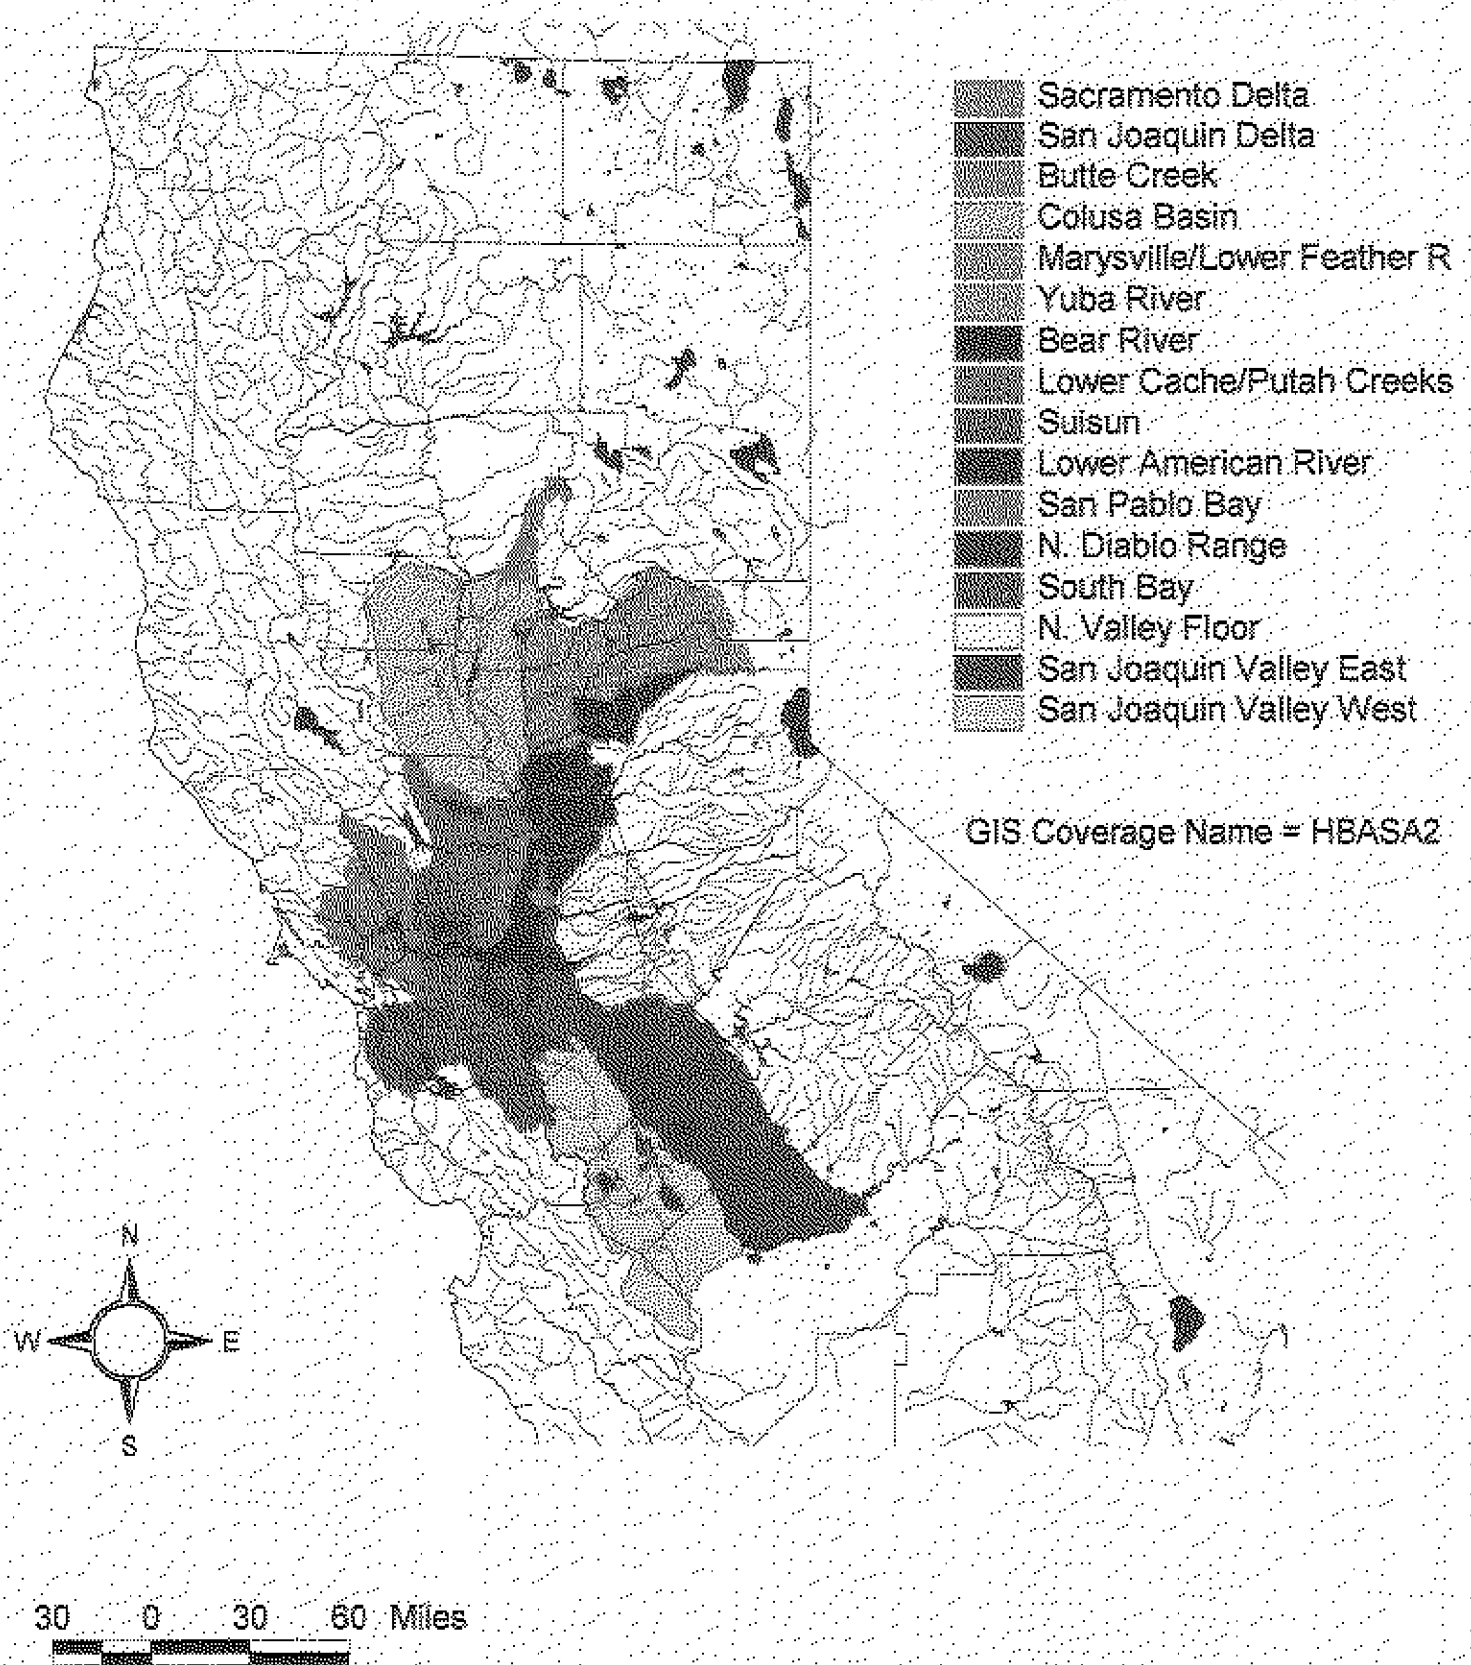 Sacramento Delta
San Joaquin Delta
Butte Creek
Colusa Basin
Marysville/Lower Feather R
Yuba River
Bear River
Lower Cache/Putah Creeks
Suisun
Lower American River
San Pablo Bay
N. Diablo Range
South Bay
N. Valley Floor
San Joaquin Valley East
San Joaquin Valley West
GIS Coverage Name = HBASA2
N
W E
S
30 0 30 60 Miles